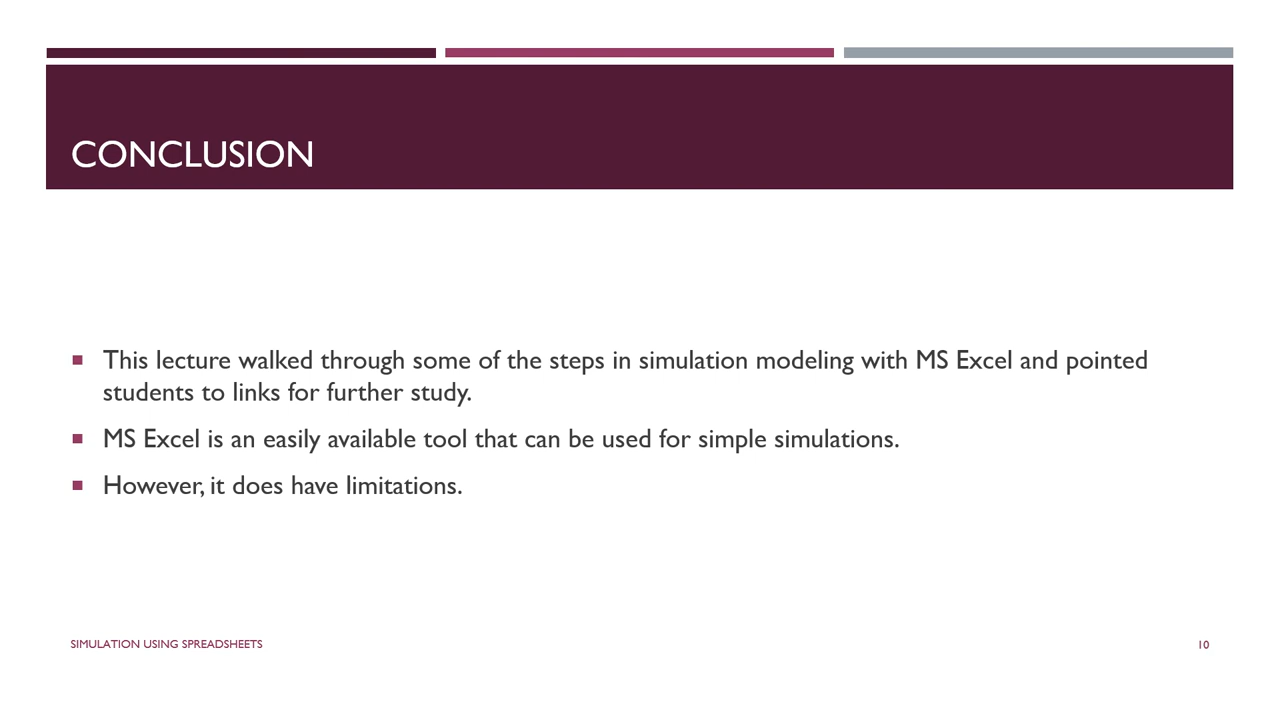 CONCLUSION
This lecture walked through some of the steps in simulation modeling with MS Excel and pointed
students to links for further study.
MS Excel is an easily available tool that can be used for simple simulations.
However, it does have limitations.
SIMULATION USING SPREADSHEETS
10